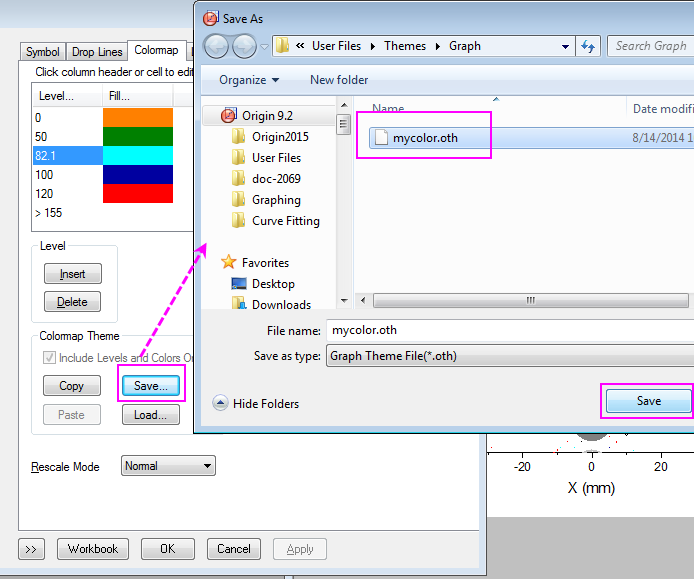 Save As
« User Files ▸ Themes ▸ Graph
Search Graph
Organize
New folder
Symbol
Drop Lines
Colormap
Click column header or cell to edi
Level...
Fill...
0
50
82.1
100
120
> 155
Origin 9.2
Origin2015
User Files
doc-2069
Graphing
Curve Fitting
Favorites
Desktop
Downloads
Name
Date modifi
mycolor.oth
8/14/2014 1
Level
Insert
Delete
Colormap Theme
Include Levels and Colors On
Copy
Save...
Paste
Load...
File name:
mycolor.oth
Save as type:
Graph Theme File(*.oth)
Hide Folders
Save
Rescale Mode
Normal
-20
0
20
X (mm)
>>
Workbook
OK
Cancel
Apply